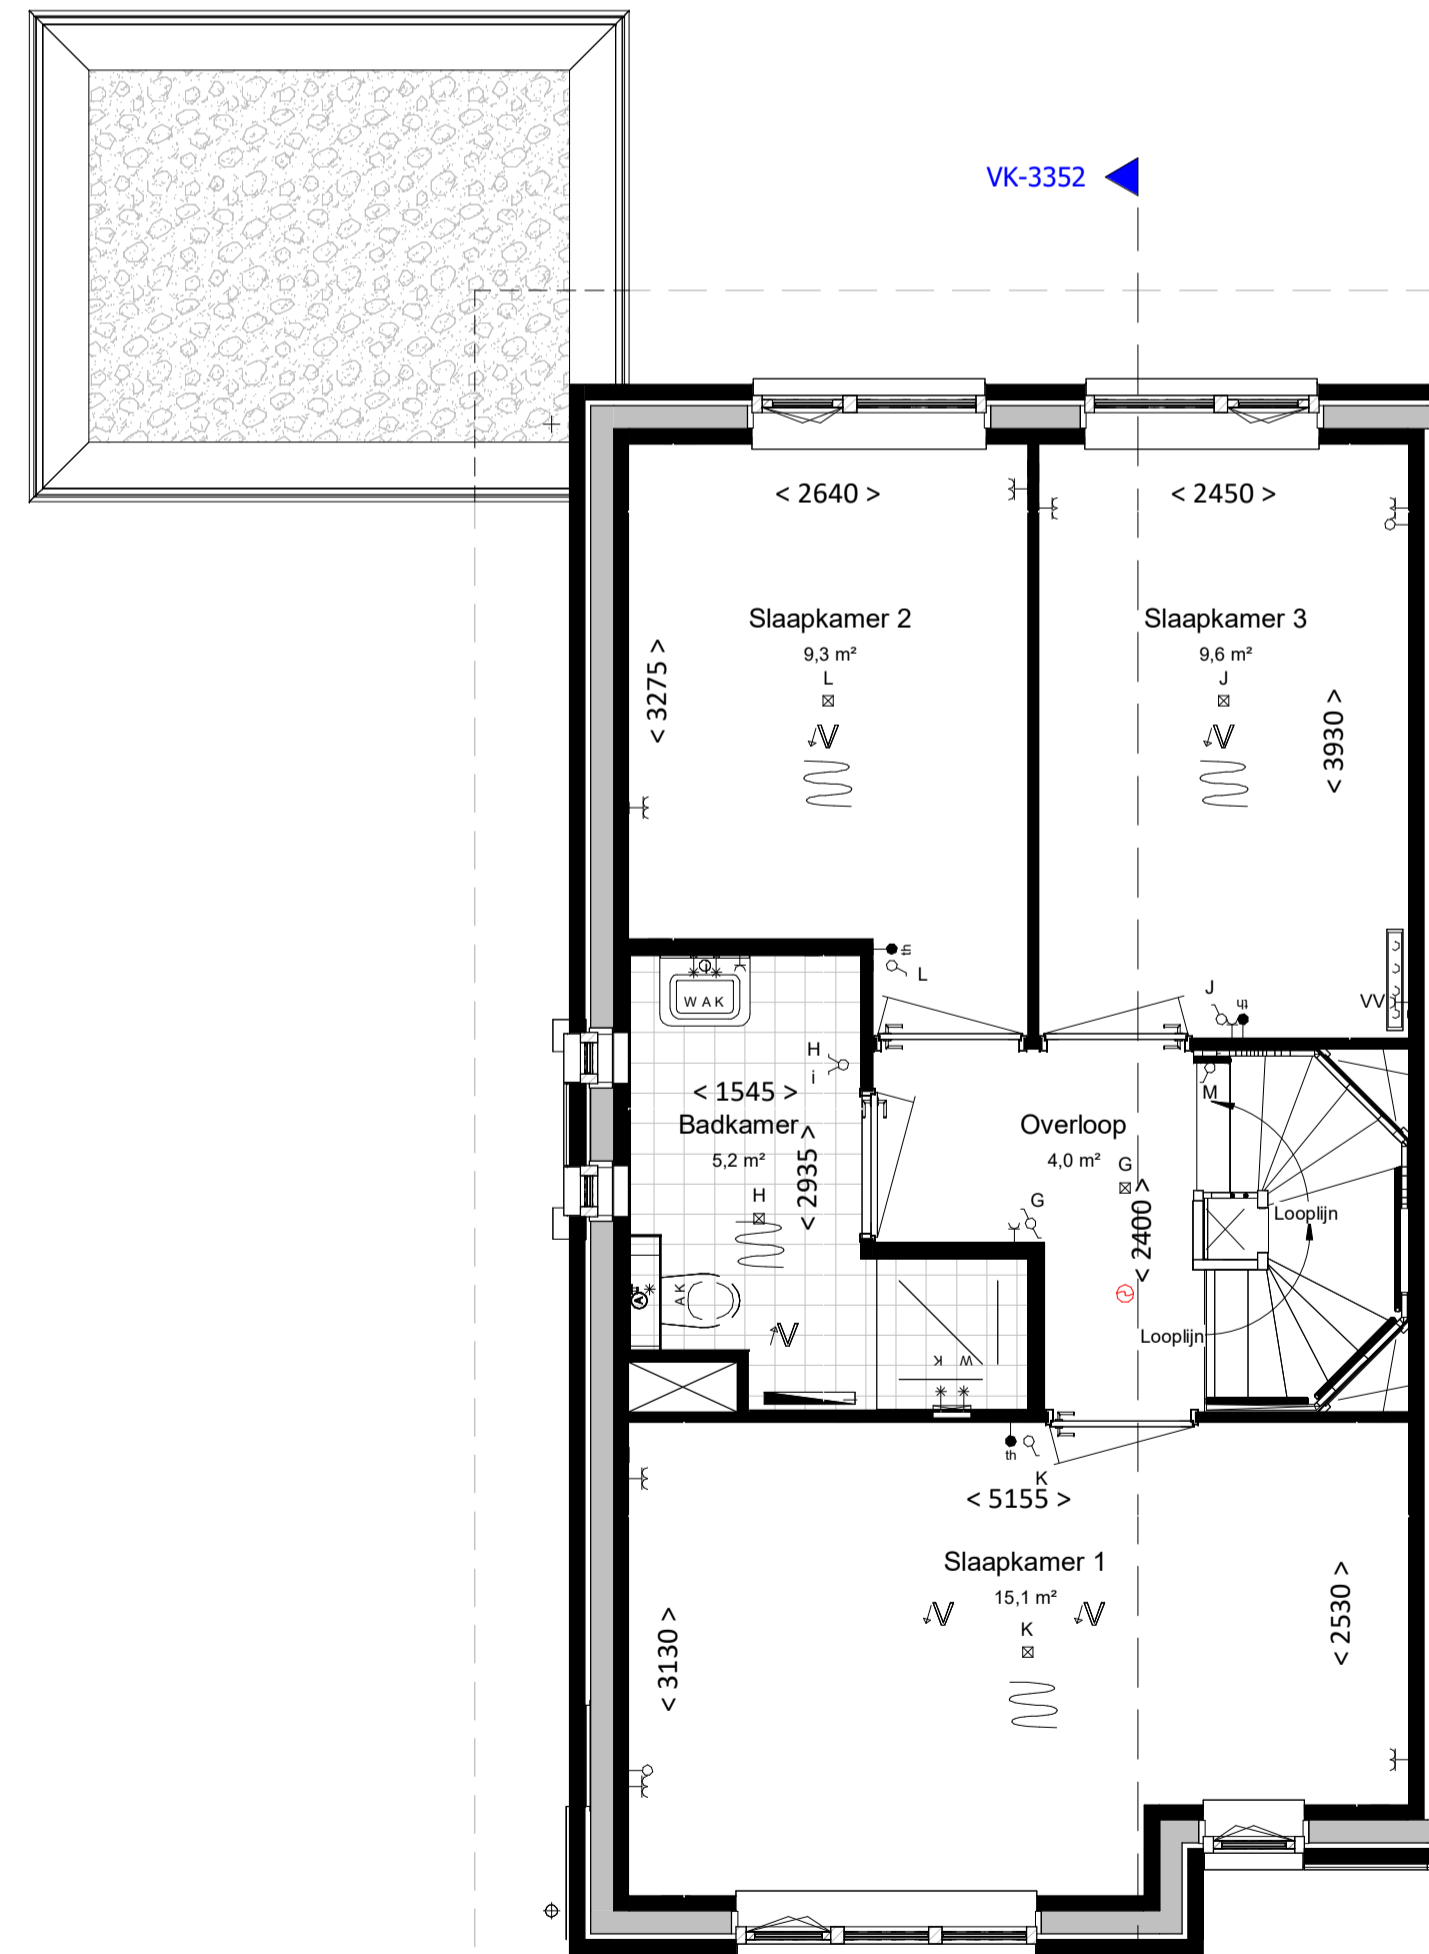 VK-3352
< 2640 >
< 2450 >
Slaapkamer 2
9,3 m²
L
Slaapkamer 3
9,6 m²
J
V
V
< 3275 >
< 3930 >
th
L
J
th
VV
W A K
H
i
< 1545 >
Badkamer
5,2 m²
< 2935 >
H
Overloop
4,0 m²
G
G
< 2400 >
M
Looplijn
Looplijn
A
A K
V
K W
th
K
< 5155 >
Slaapkamer 1
15,1 m²
V
V
K
< 3130 >
< 2530 >